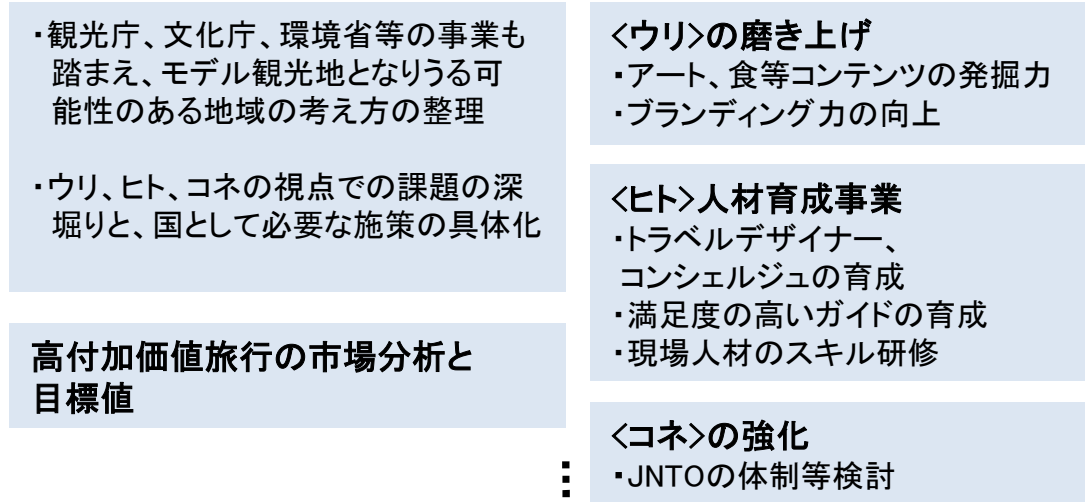 ・観光庁、文化庁、環境省等の事業も
踏まえ、モデル観光地となりうる可
能性のある地域の考え方の整理
・ウリ、ヒト、コネの視点での課題の深
堀りと、国として必要な施策の具体化
高付加価値旅行の市場分析と
目標値
<ウリ>の磨き上げ
・アート、食等コンテンツの発掘力
・ブランディング力の向上
<ヒト>人材育成事業
・トラベルデザイナー、
コンシェルジュの育成
・満足度の高いガイドの育成
・現場人材のスキル研修
<コネ>の強化
・JNTOの体制等検討